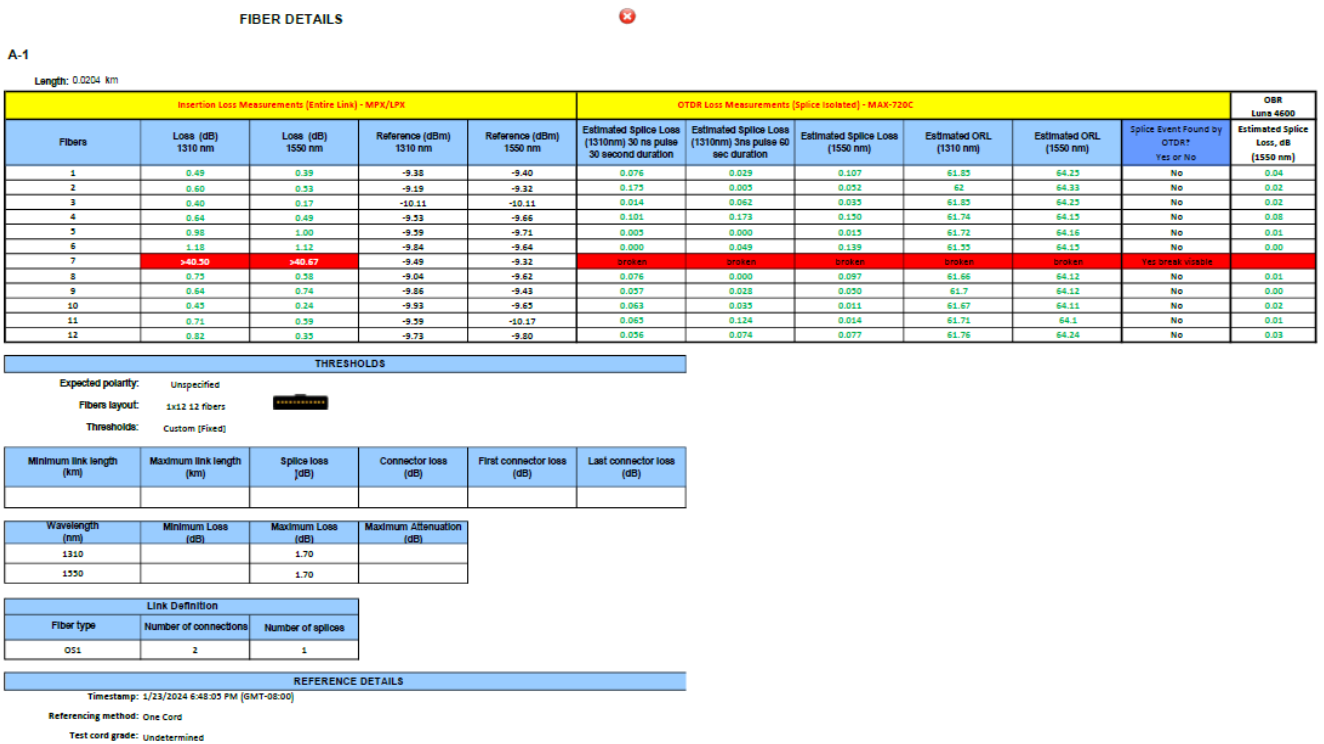 FIBER DETAILS
A-1
Length: 0.0204 km
Insertion Loss Measurements (Entire Link) - MPX/LPX OTDR Loss Measurements (Splice Isolated) - MAX-720C OBR
Luna 4600
Fibers Loss (dB) 1310 nm Loss (dB) 1550 nm Reference (dBm) 1310 nm Reference (dBm) 1550 nm Estimated Splice Loss (1310nm) 30 ns pulse 30 second duration Estimated Splice Loss (1310nm) 3ns pulse 60 sec duration Estimated Splice Loss (1550 nm) Estimated ORL (1310 nm) Estimated ORL (1550 nm) Splice Event Found by OTDR? Yes or No Estimated Splice Loss, dB (1550 nm)
1 0.49 0.39 -9.38 -9.40 0.076 0.029 0.107 61.85 64.25 No 0.04
2 0.60 0.53 -9.19 -9.32 0.175 0.005 0.052 62 64.33 No 0.02
3 0.40 0.17 -10.11 -10.11 0.014 0.062 0.035 61.85 64.25 No 0.02
4 0.64 0.49 -9.53 -9.66 0.101 0.173 0.150 61.74 64.15 No 0.08
5 0.98 1.00 -9.59 -9.71 0.005 0.000 0.015 61.72 64.16 No 0.01
6 1.18 1.12 -9.84 -9.64 0.000 0.049 0.139 61.55 64.15 No 0.00
7 >40.50 >40.67 -9.49 -9.32 broken broken broken broken broken Yes break visable
8 0.75 0.58 -9.04 -9.62 0.076 0.000 0.097 61.66 64.12 No 0.01
9 0.64 0.74 -9.86 -9.43 0.057 0.028 0.050 61.7 64.12 No 0.00
10 0.45 0.24 -9.93 -9.65 0.063 0.035 0.011 61.67 64.11 No 0.02
11 0.71 0.59 -9.59 -10.17 0.065 0.124 0.014 61.71 64.1 No 0.01
12 0.82 0.35 -9.73 -9.80 0.056 0.074 0.077 61.76 64.24 No 0.03
THRESHOLDS
Expected polarity: Unspecified
Fibers layout: 1x12 12 fibers
Thresholds: Custom [Fixed]
Minimum link length (km) Maximum link length (km) Splice loss (dB) Connector loss (dB) First connector loss (dB) Last connector loss (dB)
Wavelength (nm) Minimum Loss (dB) Maximum Loss (dB) Maximum Attenuation (dB)
1310 1.70
1550 1.70
Link Definition
Fiber type Number of connections Number of splices
OS1 2 1
REFERENCE DETAILS
Timestamp: 1/23/2024 6:48:05 PM (GMT-08:00)
Referencing method: One Cord
Test cord grade: Undetermined